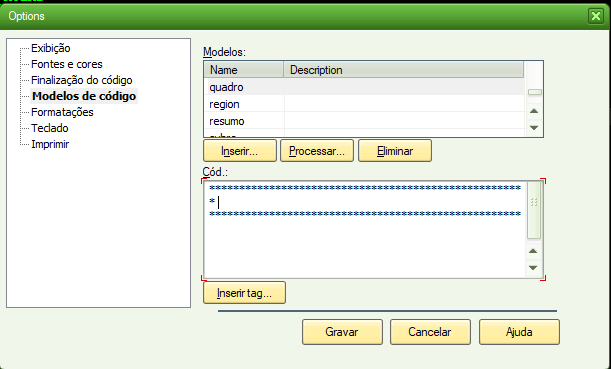 Options
Exibição
Fontes e cores
Finalização do código
Modelos de código
Formatações
Teclado
Imprimir
Modelos:
Name Description
quadro
region
resumo
Inserir... Processar... Eliminar
Cód.:
****************************************************
*
****************************************************
Inserir tag...
Gravar Cancelar Ajuda